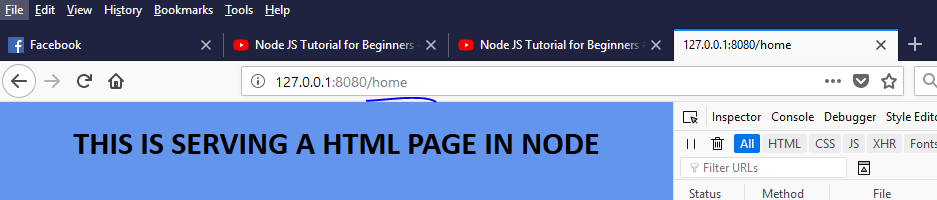 File Edit View History Bookmarks Tools Help
Facebook Node JS Tutorial for Beginners Node JS Tutorial for Beginners 127.0.0.1:8080/home
127.0.0.1:8080/home
THIS IS SERVING A HTML PAGE IN NODE
Inspector Console Debugger Style Edito
All HTML CSS JS XHR Fonts
Filter URLs
Status Method File